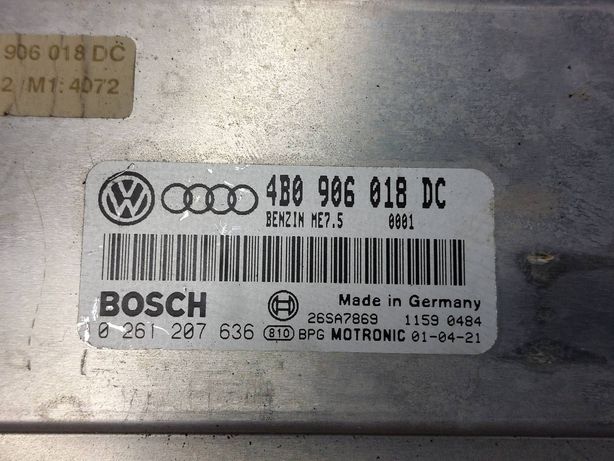 906 018 DC
2 /M1: 4072
4B0 906 018 DC
BENZIN ME7.5 0001
BOSCH
Made in Germany
26SA7869 1159 0484
0 261 207 636 810 BPG MOTRONIC 01-04-21